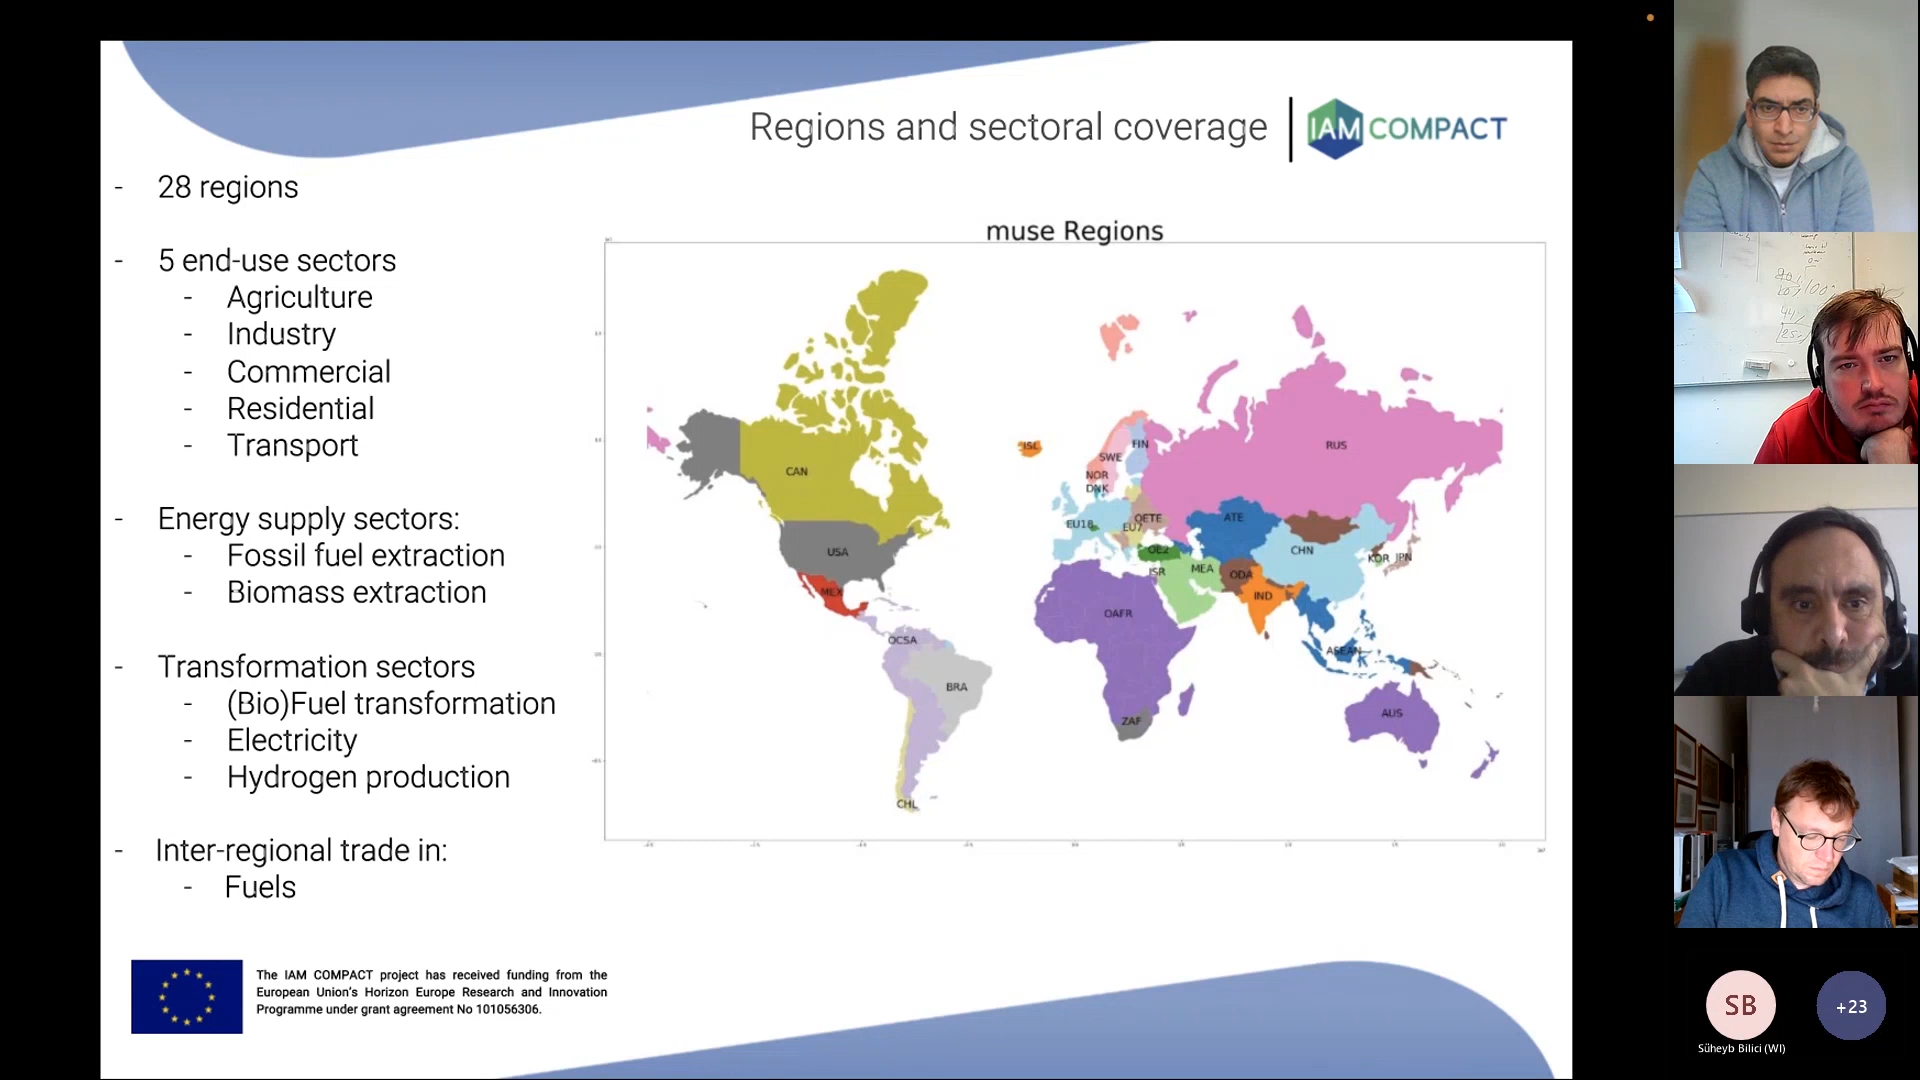 Regions and sectoral coverage
IAM COMPACT
- 28 regions
- 5 end-use sectors
- Agriculture
- Industry
- Commercial
- Residential
- Transport
- Energy supply sectors:
- Fossil fuel extraction
- Biomass extraction
- Transformation sectors
- (Bio)Fuel transformation
- Electricity
- Hydrogen production
- Inter-regional trade in:
- Fuels
muse Regions
CAN
USA
MEX
OCSA
BRA
CHL
ISL
FIN
SWE
NOR
DNK
RUS
EU18
EU7
OETE
ATE
OE2
CHN
KOR
JPN
ISR
MEA
ODA
IND
OAFR
ASEAN
ZAF
AUS
The IAM COMPACT project has received funding from the
European Union's Horizon Europe Research and Innovation
Programme under grant agreement No 101056306.
SB
+23
Süheyb Bilici (WI)